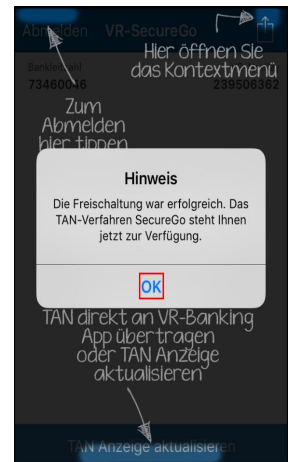 Abmelden VR-SecureGo
Hier öffnen Sie
das Kontextmenü
Bankleitzahl
73460046 239506362
Zum
Abmelden
hier tippen
Hinweis
Die Freischaltung war erfolgreich. Das
TAN-Verfahren SecureGo steht Ihnen
jetzt zur Verfügung.
OK
TAN direkt an VR-Banking
App übertragen
oder TAN Anzeige
aktualisieren
TAN Anzeige aktualisieren